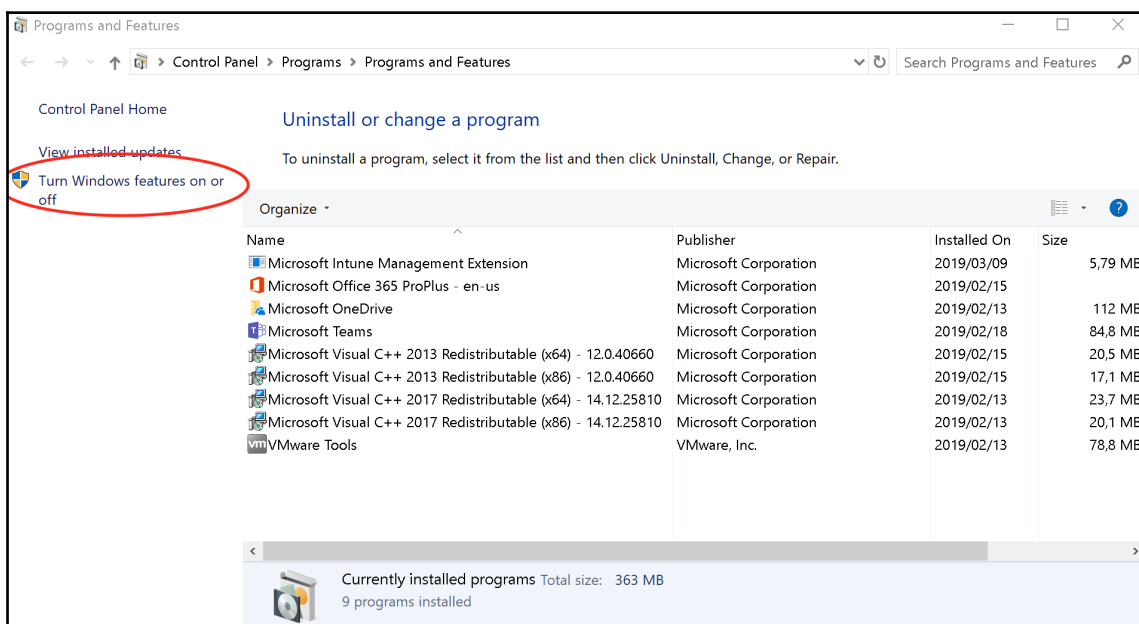 Programs and Features
Control Panel > Programs > Programs and Features
Search Programs and Features
Control Panel Home
View installed updates
Turn Windows features on or
off
Uninstall or change a program
To uninstall a program, select it from the list and then click Uninstall, Change, or Repair.
Organize
Name Publisher Installed On Size
Microsoft Intune Management Extension Microsoft Corporation 2019/03/09 5,79 MB
Microsoft Office 365 ProPlus - en-us Microsoft Corporation 2019/02/15
Microsoft OneDrive Microsoft Corporation 2019/02/13 112 MB
Microsoft Teams Microsoft Corporation 2019/02/18 84,8 MB
Microsoft Visual C++ 2013 Redistributable (x64) - 12.0.40660 Microsoft Corporation 2019/02/15 20,5 MB
Microsoft Visual C++ 2013 Redistributable (x86) - 12.0.40660 Microsoft Corporation 2019/02/15 17,1 MB
Microsoft Visual C++ 2017 Redistributable (x64) - 14.12.25810 Microsoft Corporation 2019/02/13 23,7 MB
Microsoft Visual C++ 2017 Redistributable (x86) - 14.12.25810 Microsoft Corporation 2019/02/13 20,1 MB
vm VMware Tools VMware, Inc. 2019/02/13 78,8 MB
Currently installed programs Total size: 363 MB
9 programs installed